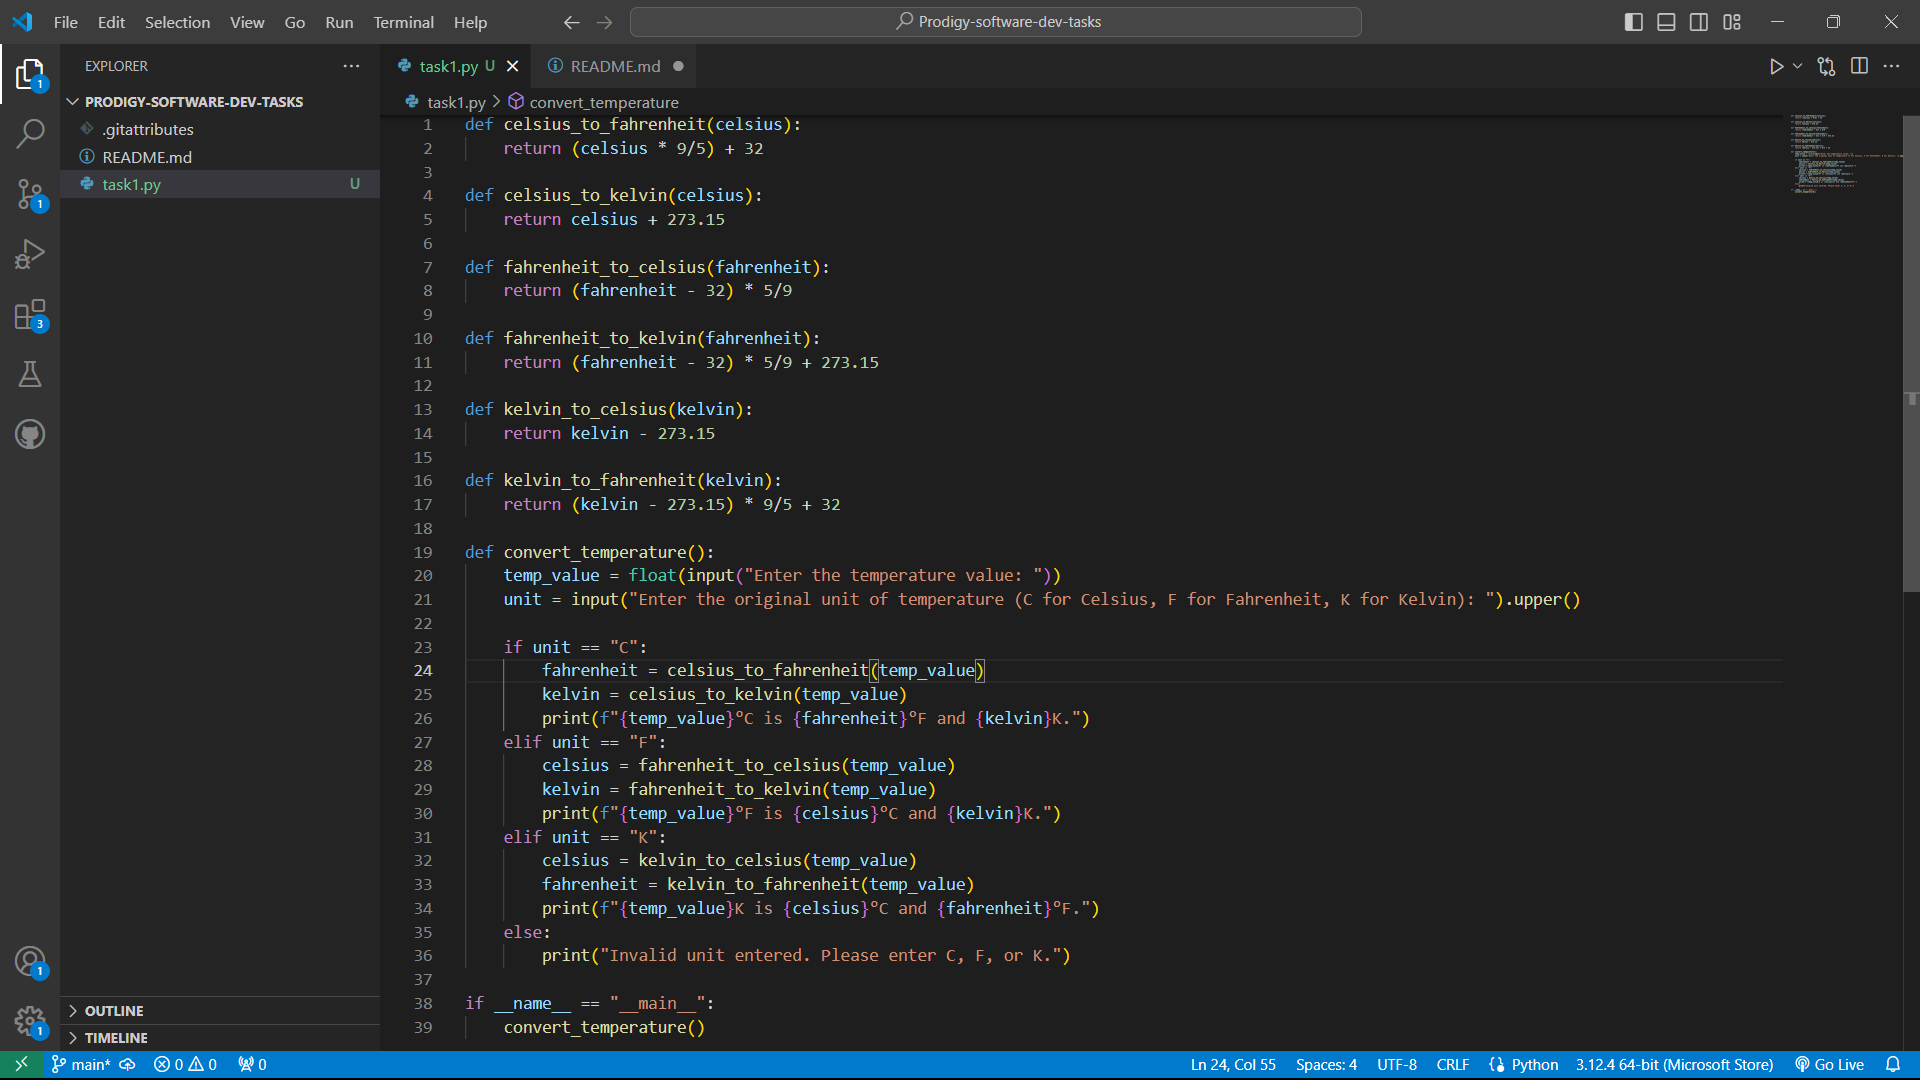 File Edit Selection View Go Run Terminal Help
Prodigy-software-dev-tasks
EXPLORER
PRODIGY-SOFTWARE-DEV-TASKS
.gitattributes
README.md
task1.py U
OUTLINE
TIMELINE
task1.py U
README.md
task1.py > convert_temperature
1 def celsius_to_fahrenheit(celsius):
2     return (celsius * 9/5) + 32
3
4 def celsius_to_kelvin(celsius):
5     return celsius + 273.15
6
7 def fahrenheit_to_celsius(fahrenheit):
8     return (fahrenheit - 32) * 5/9
9
10 def fahrenheit_to_kelvin(fahrenheit):
11     return (fahrenheit - 32) * 5/9 + 273.15
12
13 def kelvin_to_celsius(kelvin):
14     return kelvin - 273.15
15
16 def kelvin_to_fahrenheit(kelvin):
17     return (kelvin - 273.15) * 9/5 + 32
18
19 def convert_temperature():
20     temp_value = float(input("Enter the temperature value: "))
21     unit = input("Enter the original unit of temperature (C for Celsius, F for Fahrenheit, K for Kelvin): ").upper()
22
23     if unit == "C":
24         fahrenheit = celsius_to_fahrenheit(temp_value)
25         kelvin = celsius_to_kelvin(temp_value)
26         print(f"{temp_value}°C is {fahrenheit}°F and {kelvin}K.")
27     elif unit == "F":
28         celsius = fahrenheit_to_celsius(temp_value)
29         kelvin = fahrenheit_to_kelvin(temp_value)
30         print(f"{temp_value}°F is {celsius}°C and {kelvin}K.")
31     elif unit == "K":
32         celsius = kelvin_to_celsius(temp_value)
33         fahrenheit = kelvin_to_fahrenheit(temp_value)
34         print(f"{temp_value}K is {celsius}°C and {fahrenheit}°F.")
35     else:
36         print("Invalid unit entered. Please enter C, F, or K.")
37
38 if __name__ == "__main__":
39     convert_temperature()
1
1
3
1
1
main* 0 0 0 Ln 24, Col 55 Spaces: 4 UTF-8 CRLF Python 3.12.4 64-bit (Microsoft Store) Go Live